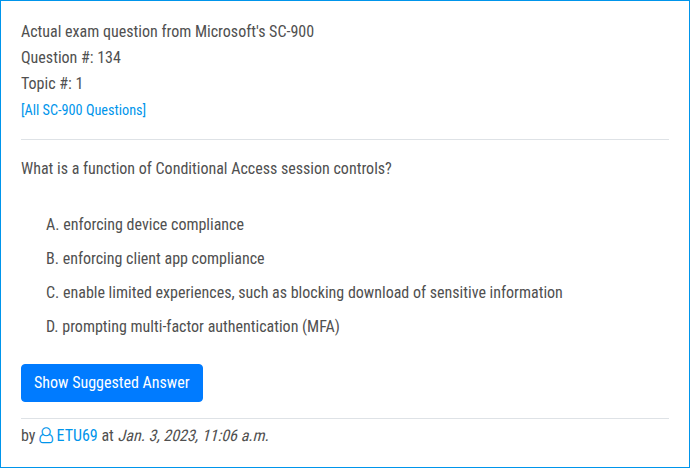 Actual exam question from Microsoft's SC-900
Question #: 134
Topic #: 1
[All SC-900 Questions]
What is a function of Conditional Access session controls?
A. enforcing device compliance
B. enforcing client app compliance
C. enable limited experiences, such as blocking download of sensitive information
D. prompting multi-factor authentication (MFA)
Show Suggested Answer
by ETU69 at Jan. 3, 2023, 11:06 a.m.